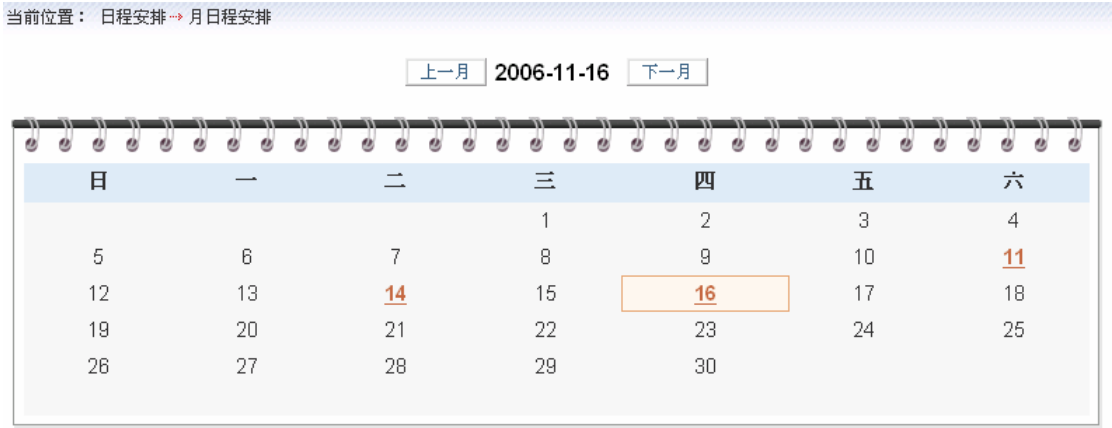 当前位置： 日程安排 月日程安排
上一月 2006-11-16 下一月
日 一 二 三 四 五 六
1 2 3 4
5 6 7 8 9 10 11
12 13 14 15 16 17 18
19 20 21 22 23 24 25
26 27 28 29 30